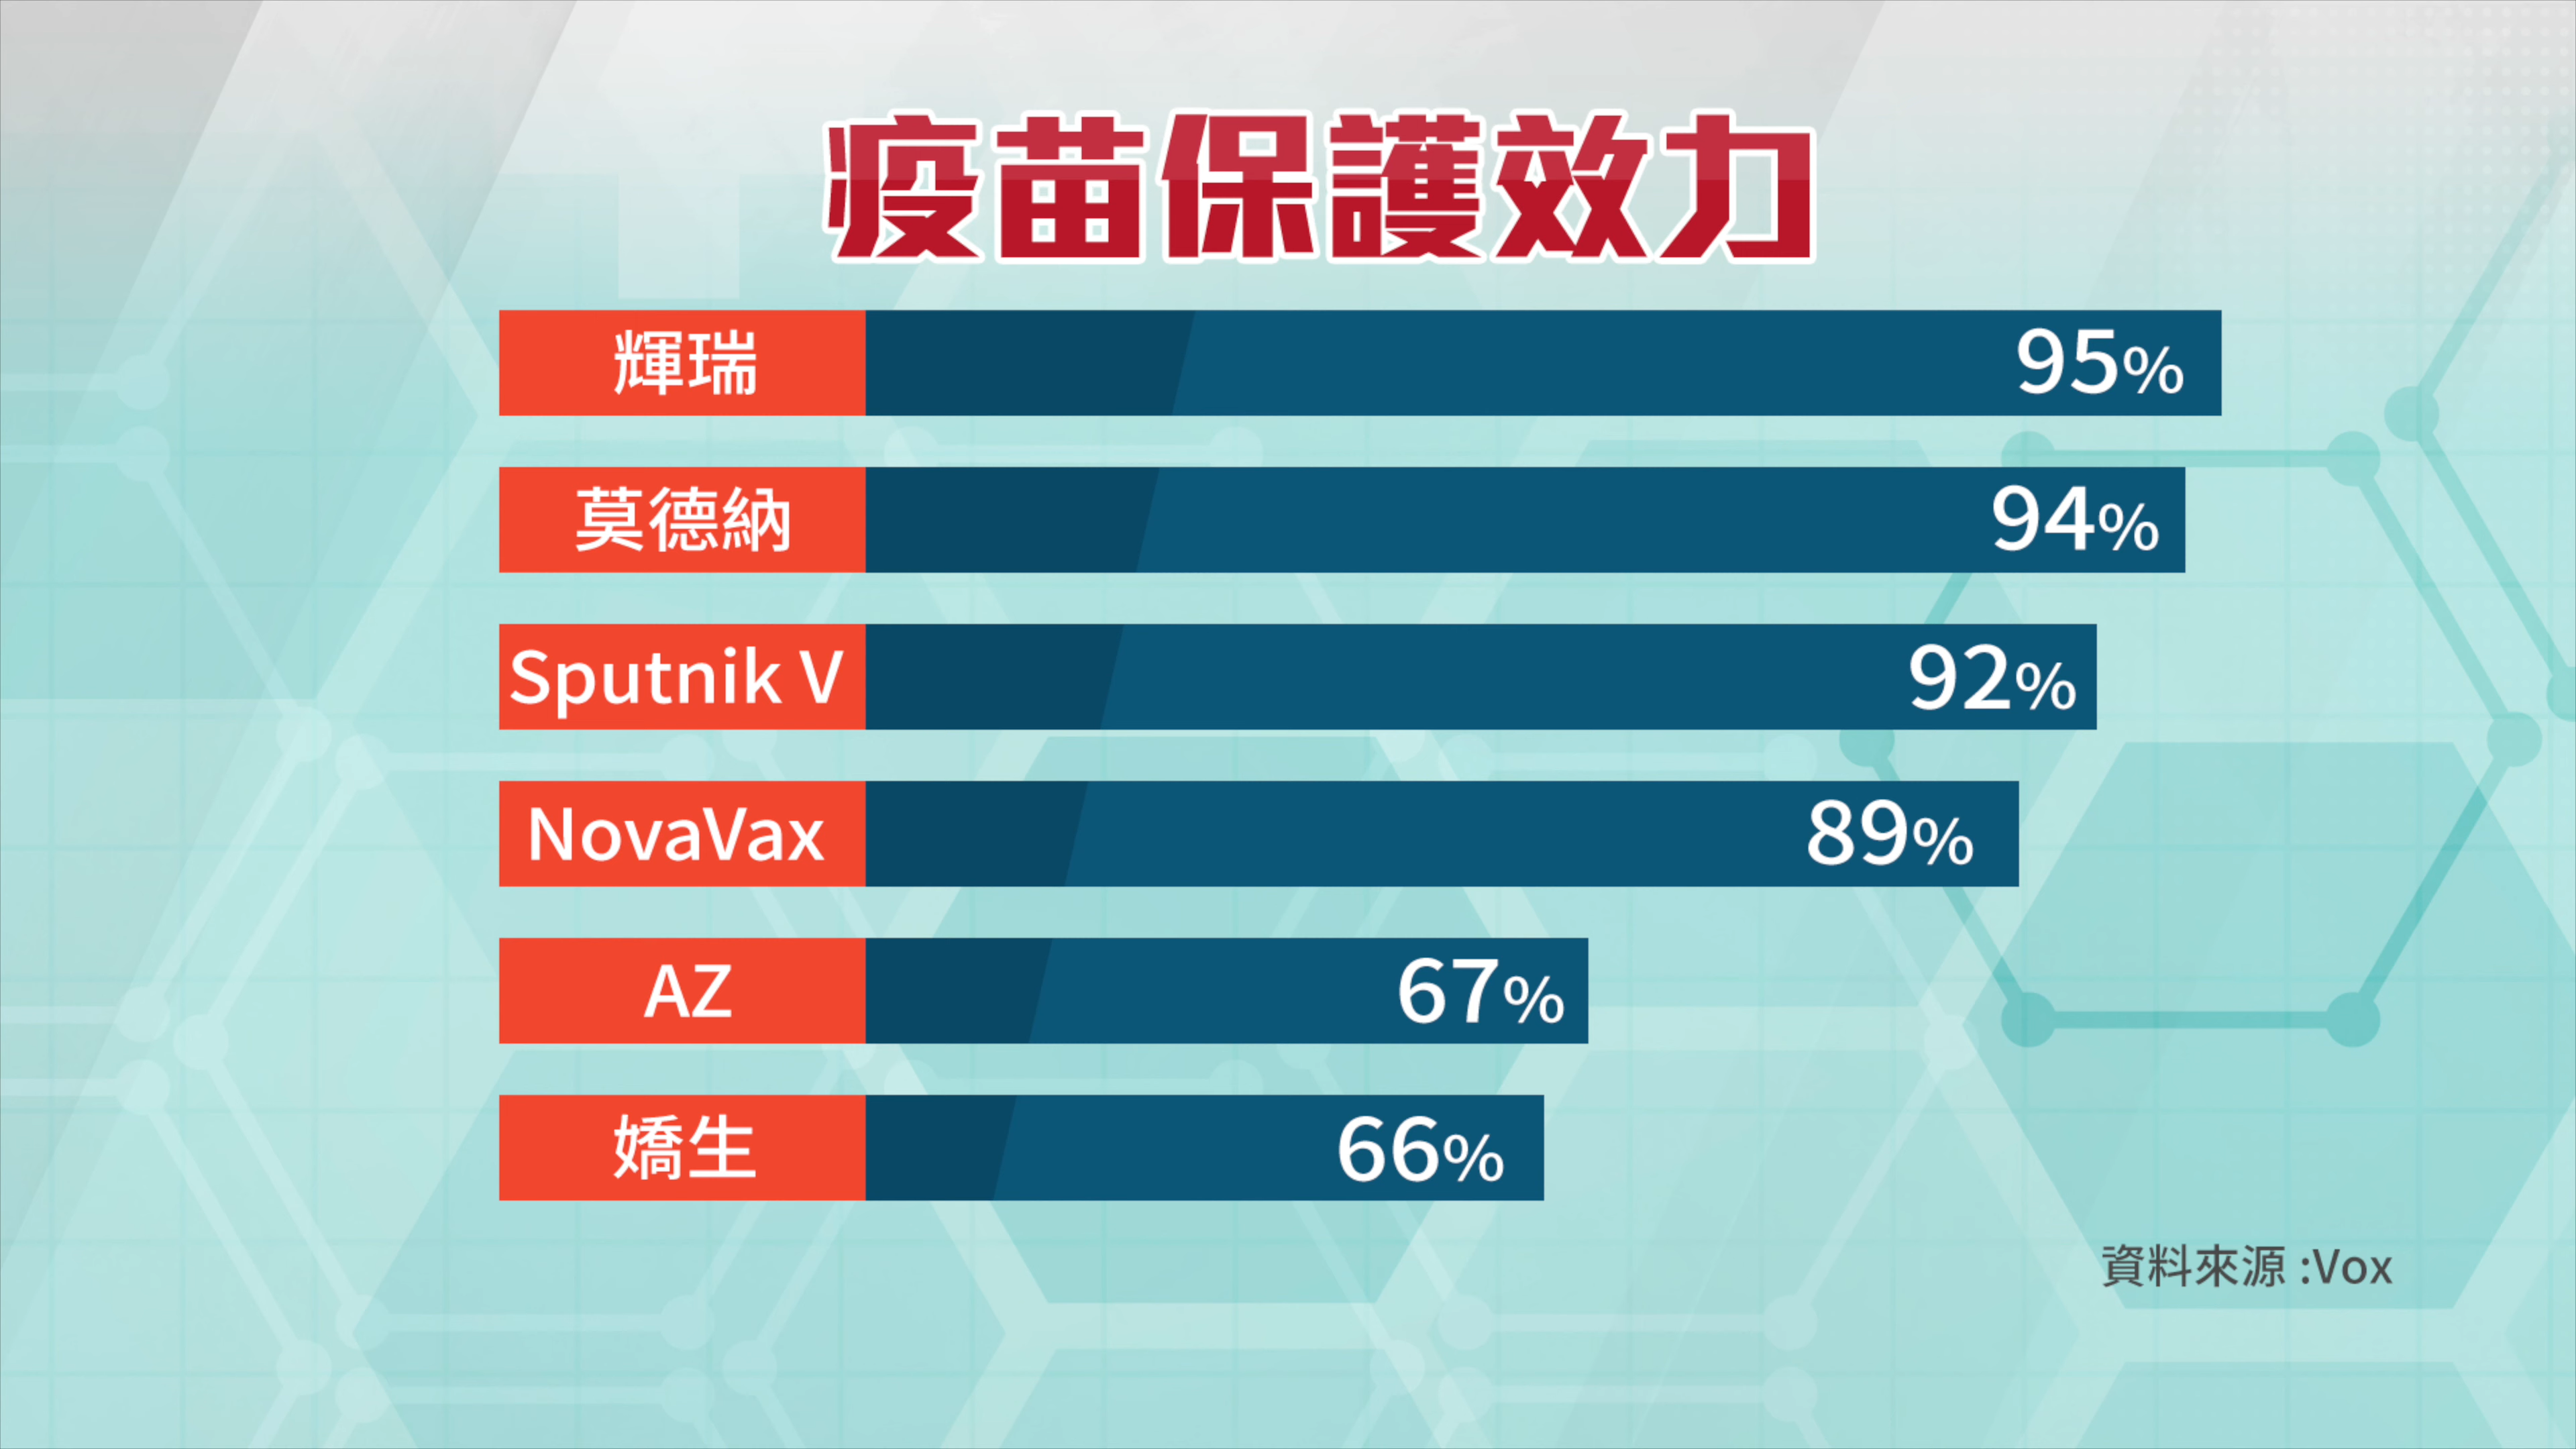 疫苗保護效力
輝瑞 95%
莫德納 94%
Sputnik V 92%
NovaVax 89%
AZ 67%
嬌生 66%
資料來源 :Vox